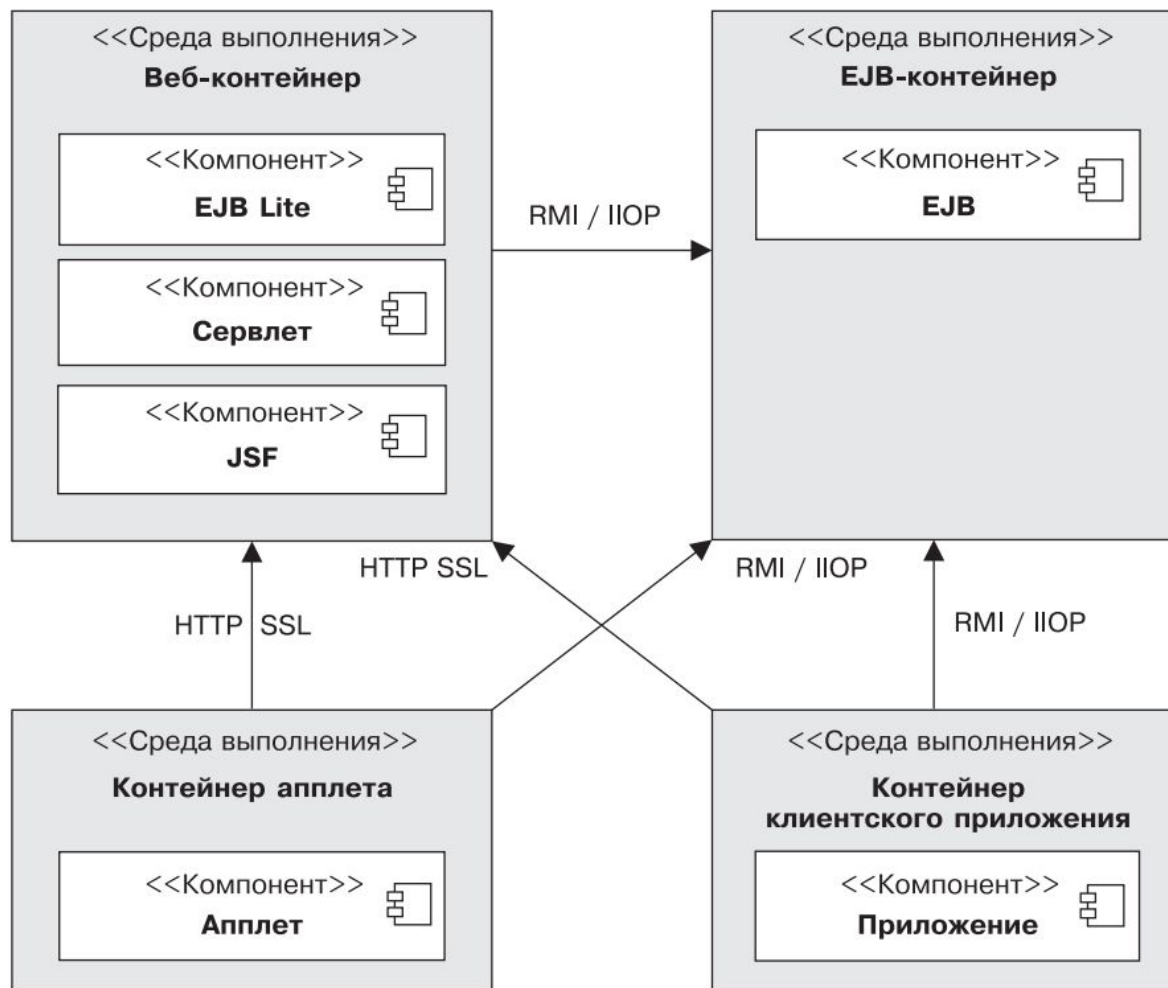 <<Среда выполнения>>
Веб-контейнер
<<Компонент>>
EJB Lite
<<Компонент>>
Сервлет
<<Компонент>>
JSF
RMI / IIOP
<<Среда выполнения>>
EJB-контейнер
<<Компонент>>
EJB
HTTP SSL
RMI / IIOP
HTTP SSL
RMI / IIOP
<<Среда выполнения>>
Контейнер апплета
<<Компонент>>
Апплет
<<Среда выполнения>>
Контейнер
клиентского приложения
<<Компонент>>
Приложение